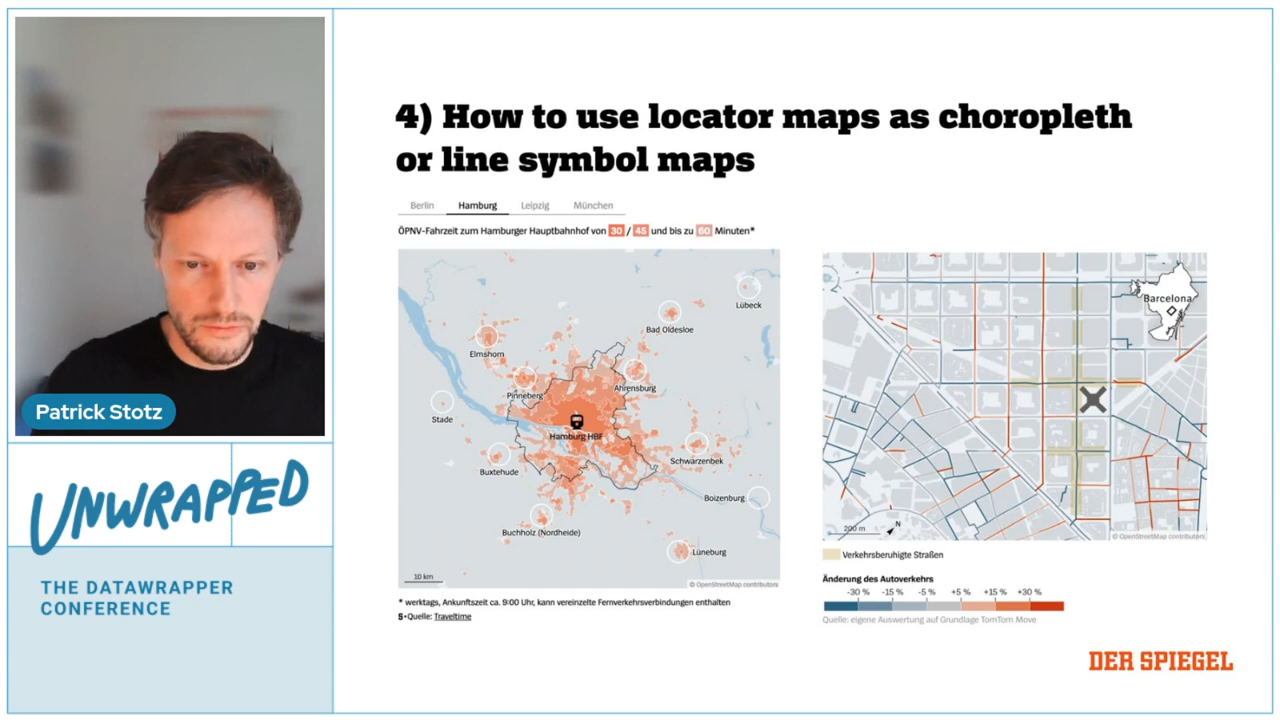 Patrick Stotz
UNWRAPPED
THE DATAWRAPPER
CONFERENCE
4) How to use locator maps as choropleth
or line symbol maps
Berlin Hamburg Leipzig München
ÖPNV-Fahrzeit zum Hamburger Hauptbahnhof von 30 / 45 und bis zu 60 Minuten*
Lübeck
Bad Oldesloe
Elmshorn
Ahrensburg
Pinneberg
Stade
Hamburg HBF
Schwarzenbek
Buxtehude
Boizenburg
Buchholz (Nordheide)
Lüneburg
10 km
© OpenStreetMap contributors
* werktags, Ankunftszeit ca. 9:00 Uhr, kann vereinzelte Fernverkehrsverbindungen enthalten
S•Quelle: Traveltime
Barcelona
200 m
N
© OpenStreetMap contributors
Verkehrsberuhigte Straßen
Änderung des Autoverkehrs
-30 % -15 % -5 % +5 % +15 % +30 %
Quelle: eigene Auswertung auf Grundlage TomTom Move
DER SPIEGEL